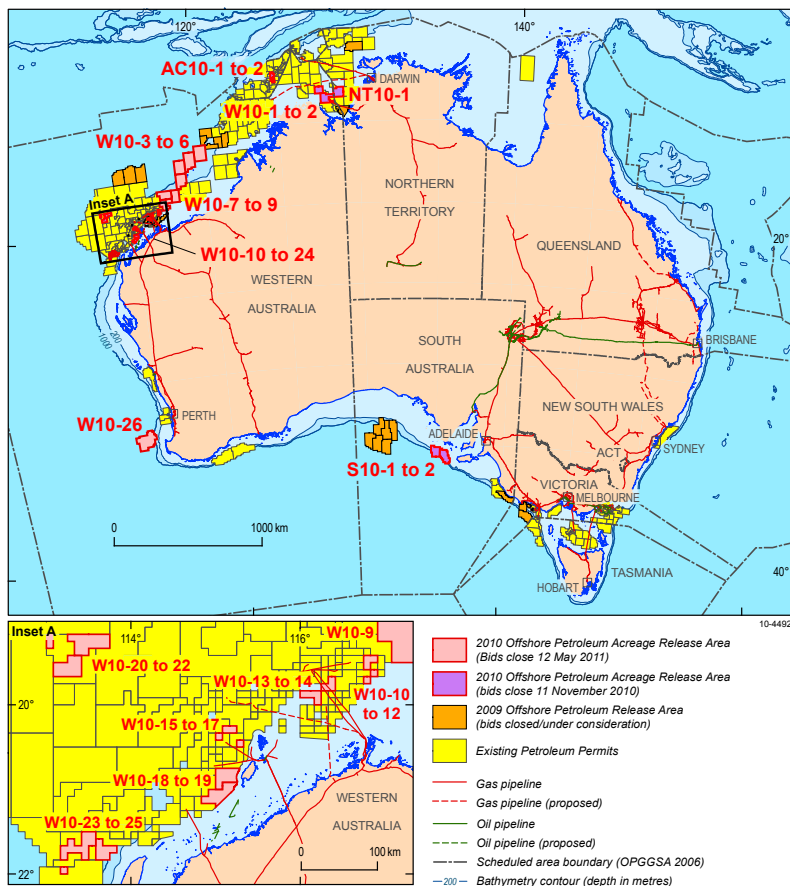 120°
140°
AC10-1 to 2
DARWIN
NT10-1
W10-1 to 2
W10-3 to 6
Inset A
W10-7 to 9
NORTHERN
TERRITORY
QUEENSLAND
20°
W10-10 to 24
WESTERN
AUSTRALIA
SOUTH
AUSTRALIA
200
1000
BRISBANE
NEW SOUTH WALES
W10-26
PERTH
ADELAIDE
ACT
SYDNEY
S10-1 to 2
VICTORIA
MELBOURNE
0
1000 km
TASMANIA
HOBART
40°
10-4492
Inset A
114°
116°
W10-9
W10-20 to 22
W10-13 to 14
W10-10
to 12
20°
W10-15 to 17
W10-18 to 19
W10-23 to 25
WESTERN
AUSTRALIA
0
100 km
22°
2010 Offshore Petroleum Acreage Release Area
(Bids close 12 May 2011)
2010 Offshore Petroleum Acreage Release Area
(bids close 11 November 2010)
2009 Offshore Petroleum Release Area
(bids closed/under consideration)
Existing Petroleum Permits
Gas pipeline
Gas pipeline (proposed)
Oil pipeline
Oil pipeline (proposed)
Scheduled area boundary (OPGGSA 2006)
200
Bathymetry contour (depth in metres)